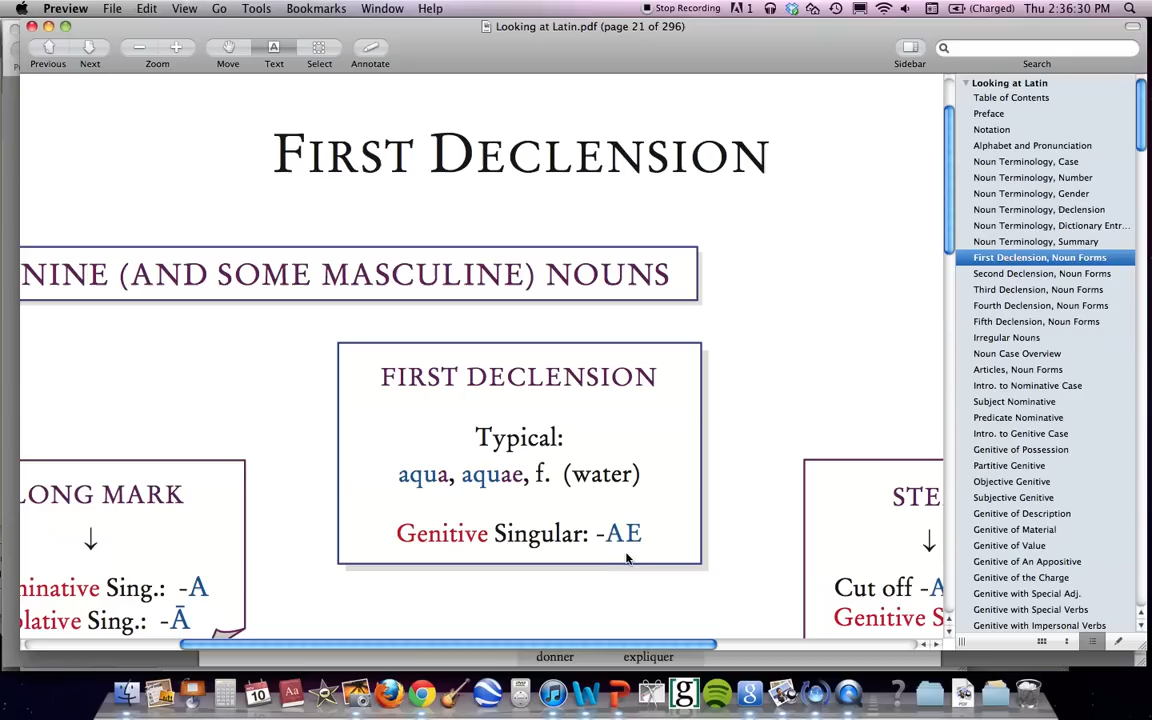 Preview File Edit View Go Tools Bookmarks Window Help Stop Recording 1 (Charged) Thu 2:36:30 PM
Looking at Latin.pdf (page 21 of 296)
Previous Next Zoom Move Text Select Annotate Sidebar Search
FIRST DECLENSION
NINE (AND SOME MASCULINE) NOUNS
FIRST DECLENSION
Typical:
aqua, aquae, f. (water)
Genitive Singular: -AE
LONG MARK
↓
minative Sing.: -A
blative Sing.: -Ā
STE
↓
Cut off -A
Genitive S
donner expliquer
Looking at Latin
Table of Contents
Preface
Notation
Alphabet and Pronunciation
Noun Terminology, Case
Noun Terminology, Number
Noun Terminology, Gender
Noun Terminology, Declension
Noun Terminology, Dictionary Entr...
Noun Terminology, Summary
First Declension, Noun Forms
Second Declension, Noun Forms
Third Declension, Noun Forms
Fourth Declension, Noun Forms
Fifth Declension, Noun Forms
Irregular Nouns
Noun Case Overview
Articles, Noun Forms
Intro. to Nominative Case
Subject Nominative
Predicate Nominative
Intro. to Genitive Case
Genitive of Possession
Partitive Genitive
Objective Genitive
Subjective Genitive
Genitive of Description
Genitive of Material
Genitive of Value
Genitive of An Appositive
Genitive of the Charge
Genitive with Special Adj.
Genitive with Special Verbs
Genitive with Impersonal Verbs